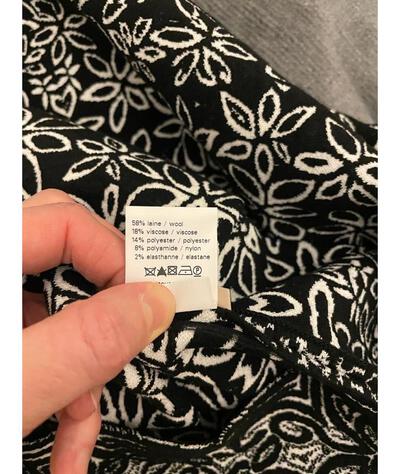 58% laine / wool
18% viscose / viscose
14% polyester / polyester
8% polyamide / nylon
2% elasthanne / elastane